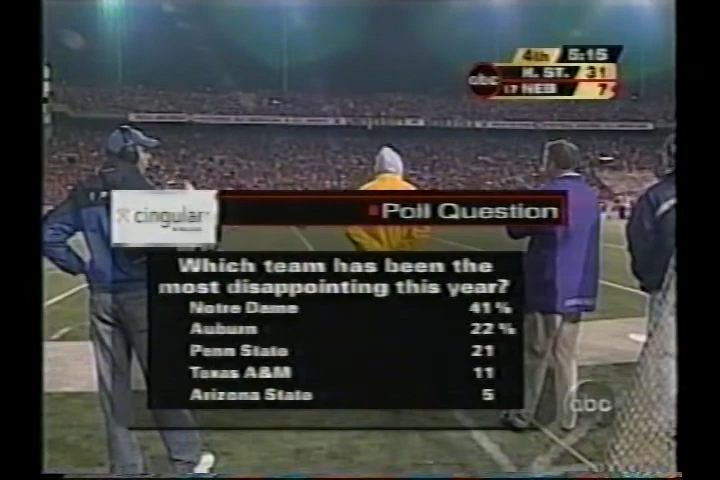 4th 5:15
abc K. ST. 31
17 NEB 7
cingular
WIRELESS
Poll Question
Which team has been the
most disappointing this year?
Notre Dame 41%
Auburn 22%
Penn State 21
Texas A&M 11
Arizona State 5
abc